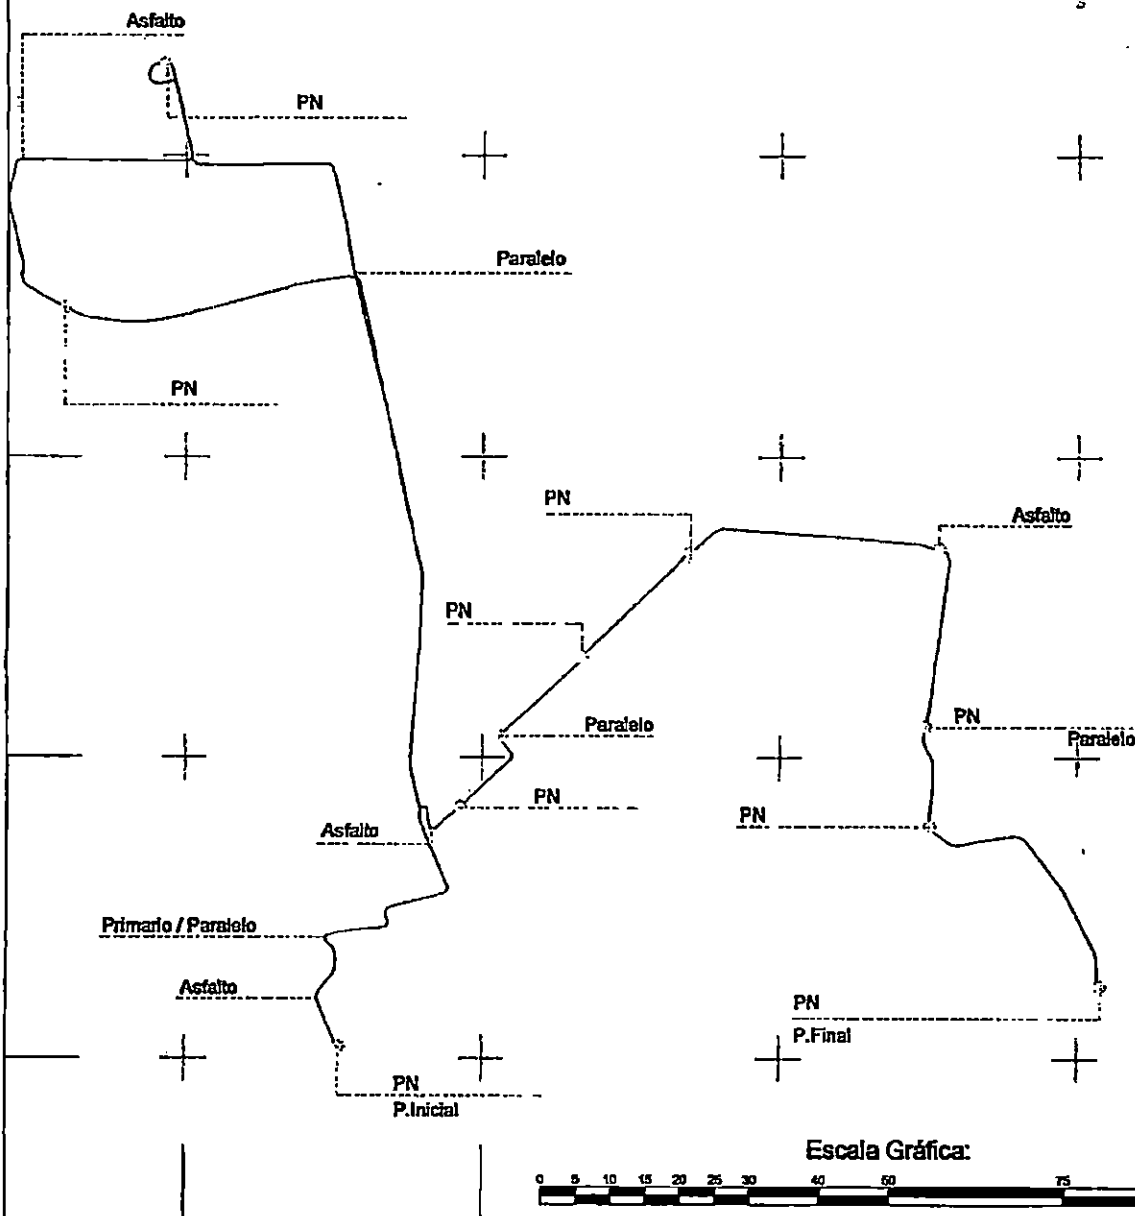 Asfalto
PN
Paralelo
PN
PN
Asfalto
PN
Paralelo
PN
Paralelo
PN
PN
Asfalto
Primario / Paralelo
Asfalto
PN
P.Final
PN
P.Inicial
Escala Gráfica:
0 5 10 15 20 25 30 40 50 75